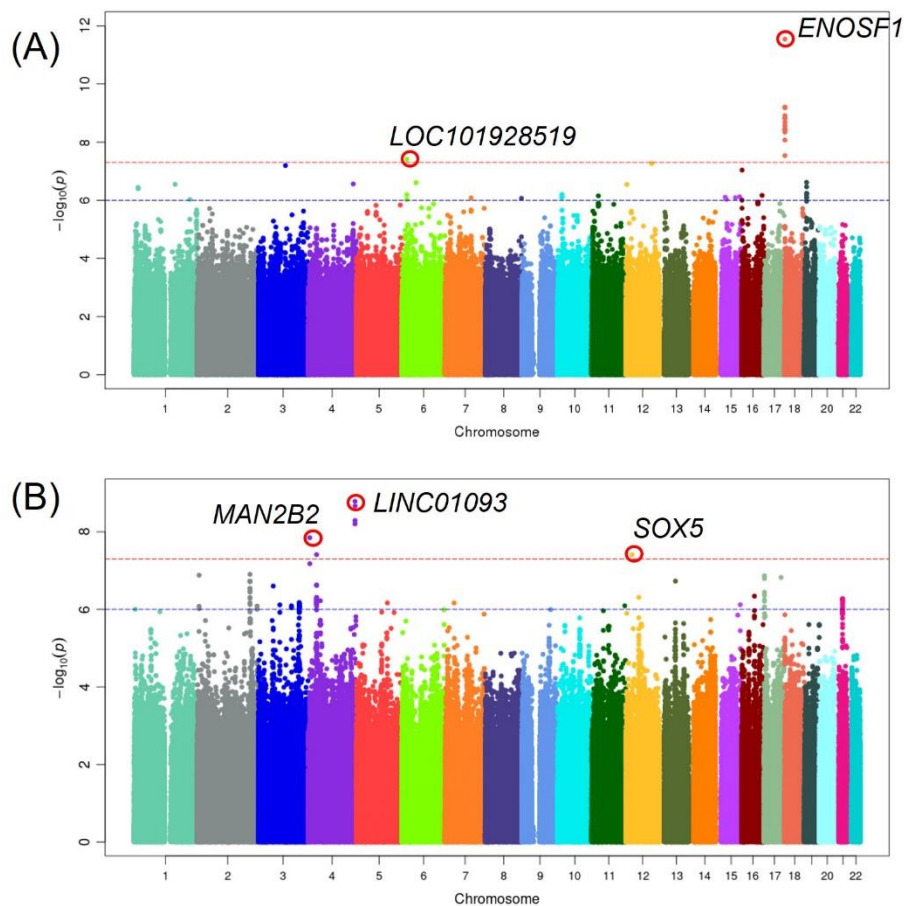 (A)
ENOSF1
LOC101928519
−log10(p)
12
10
8
6
4
2
0
1 2 3 4 5 6 7 8 9 10 11 12 13 14 15 16 17 18 20 22
Chromosome
(B)
MAN2B2
LINC01093
SOX5
−log10(p)
8
6
4
2
0
1 2 3 4 5 6 7 8 9 10 11 12 13 14 15 16 17 18 20 22
Chromosome